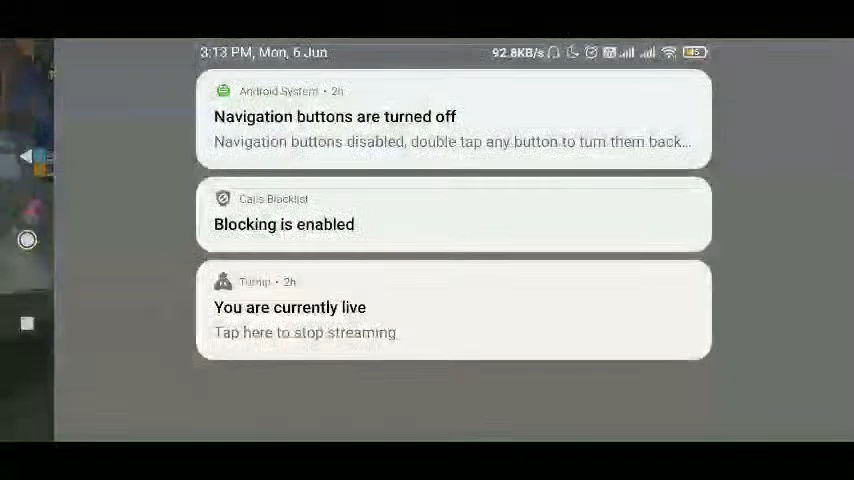 3:13 PM, Mon, 6 Jun
92.8KB/s 45
Android System • 2h
Navigation buttons are turned off
Navigation buttons disabled, double tap any button to turn them back...
Calls Blacklist
Blocking is enabled
Turnip • 2h
You are currently live
Tap here to stop streaming